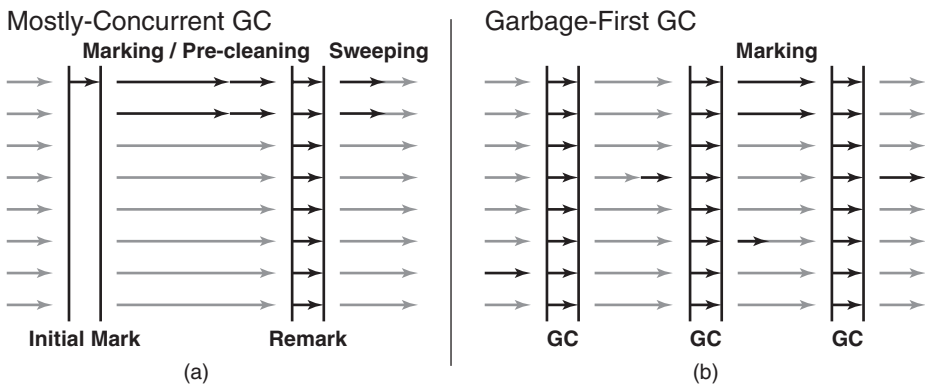 Mostly-Concurrent GC
Marking / Pre-cleaning Sweeping
Initial Mark Remark
(a)
Garbage-First GC
Marking
GC GC GC
(b)